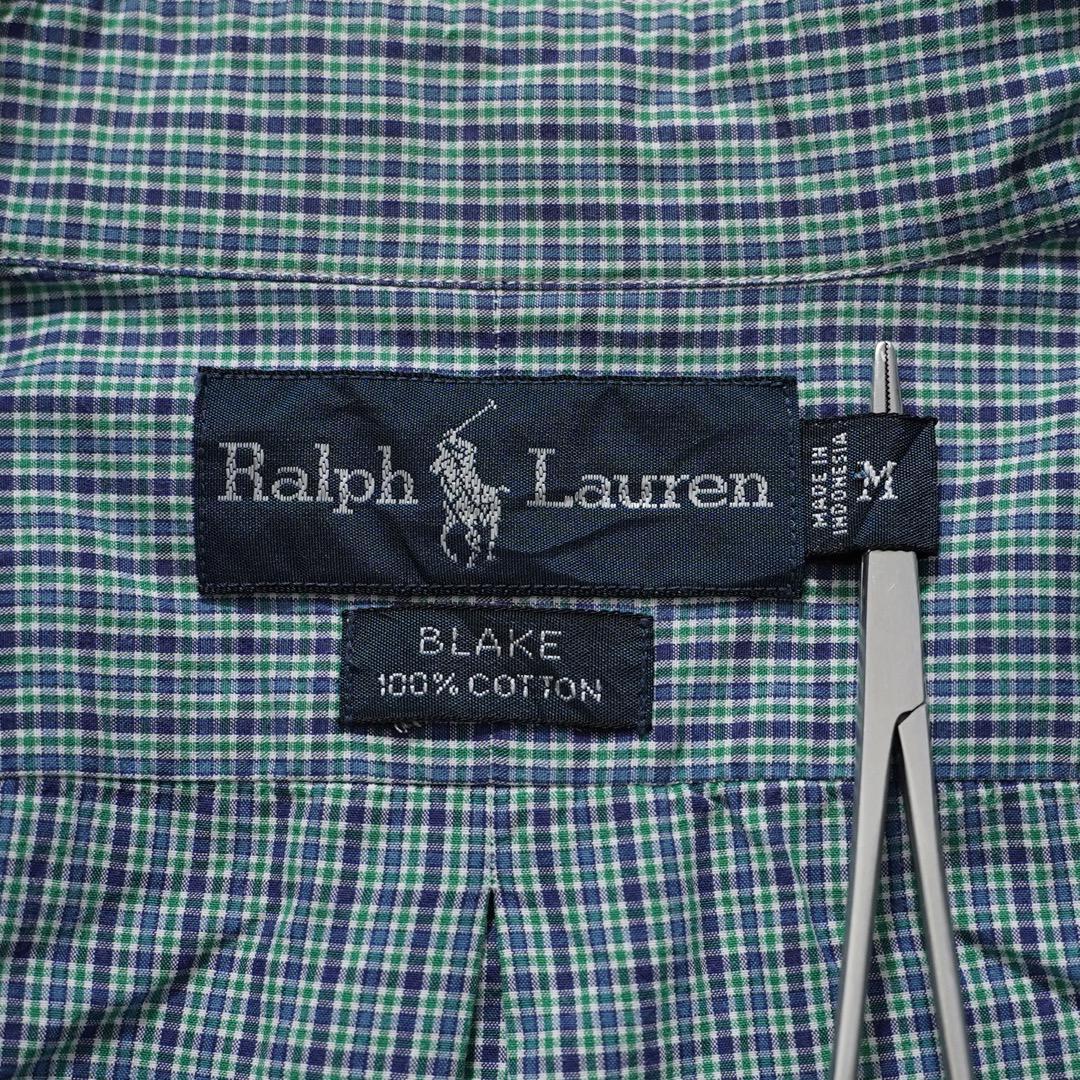 Ralph Lauren
MADE IN
INDONESIA
M
BLAKE
100% COTTON